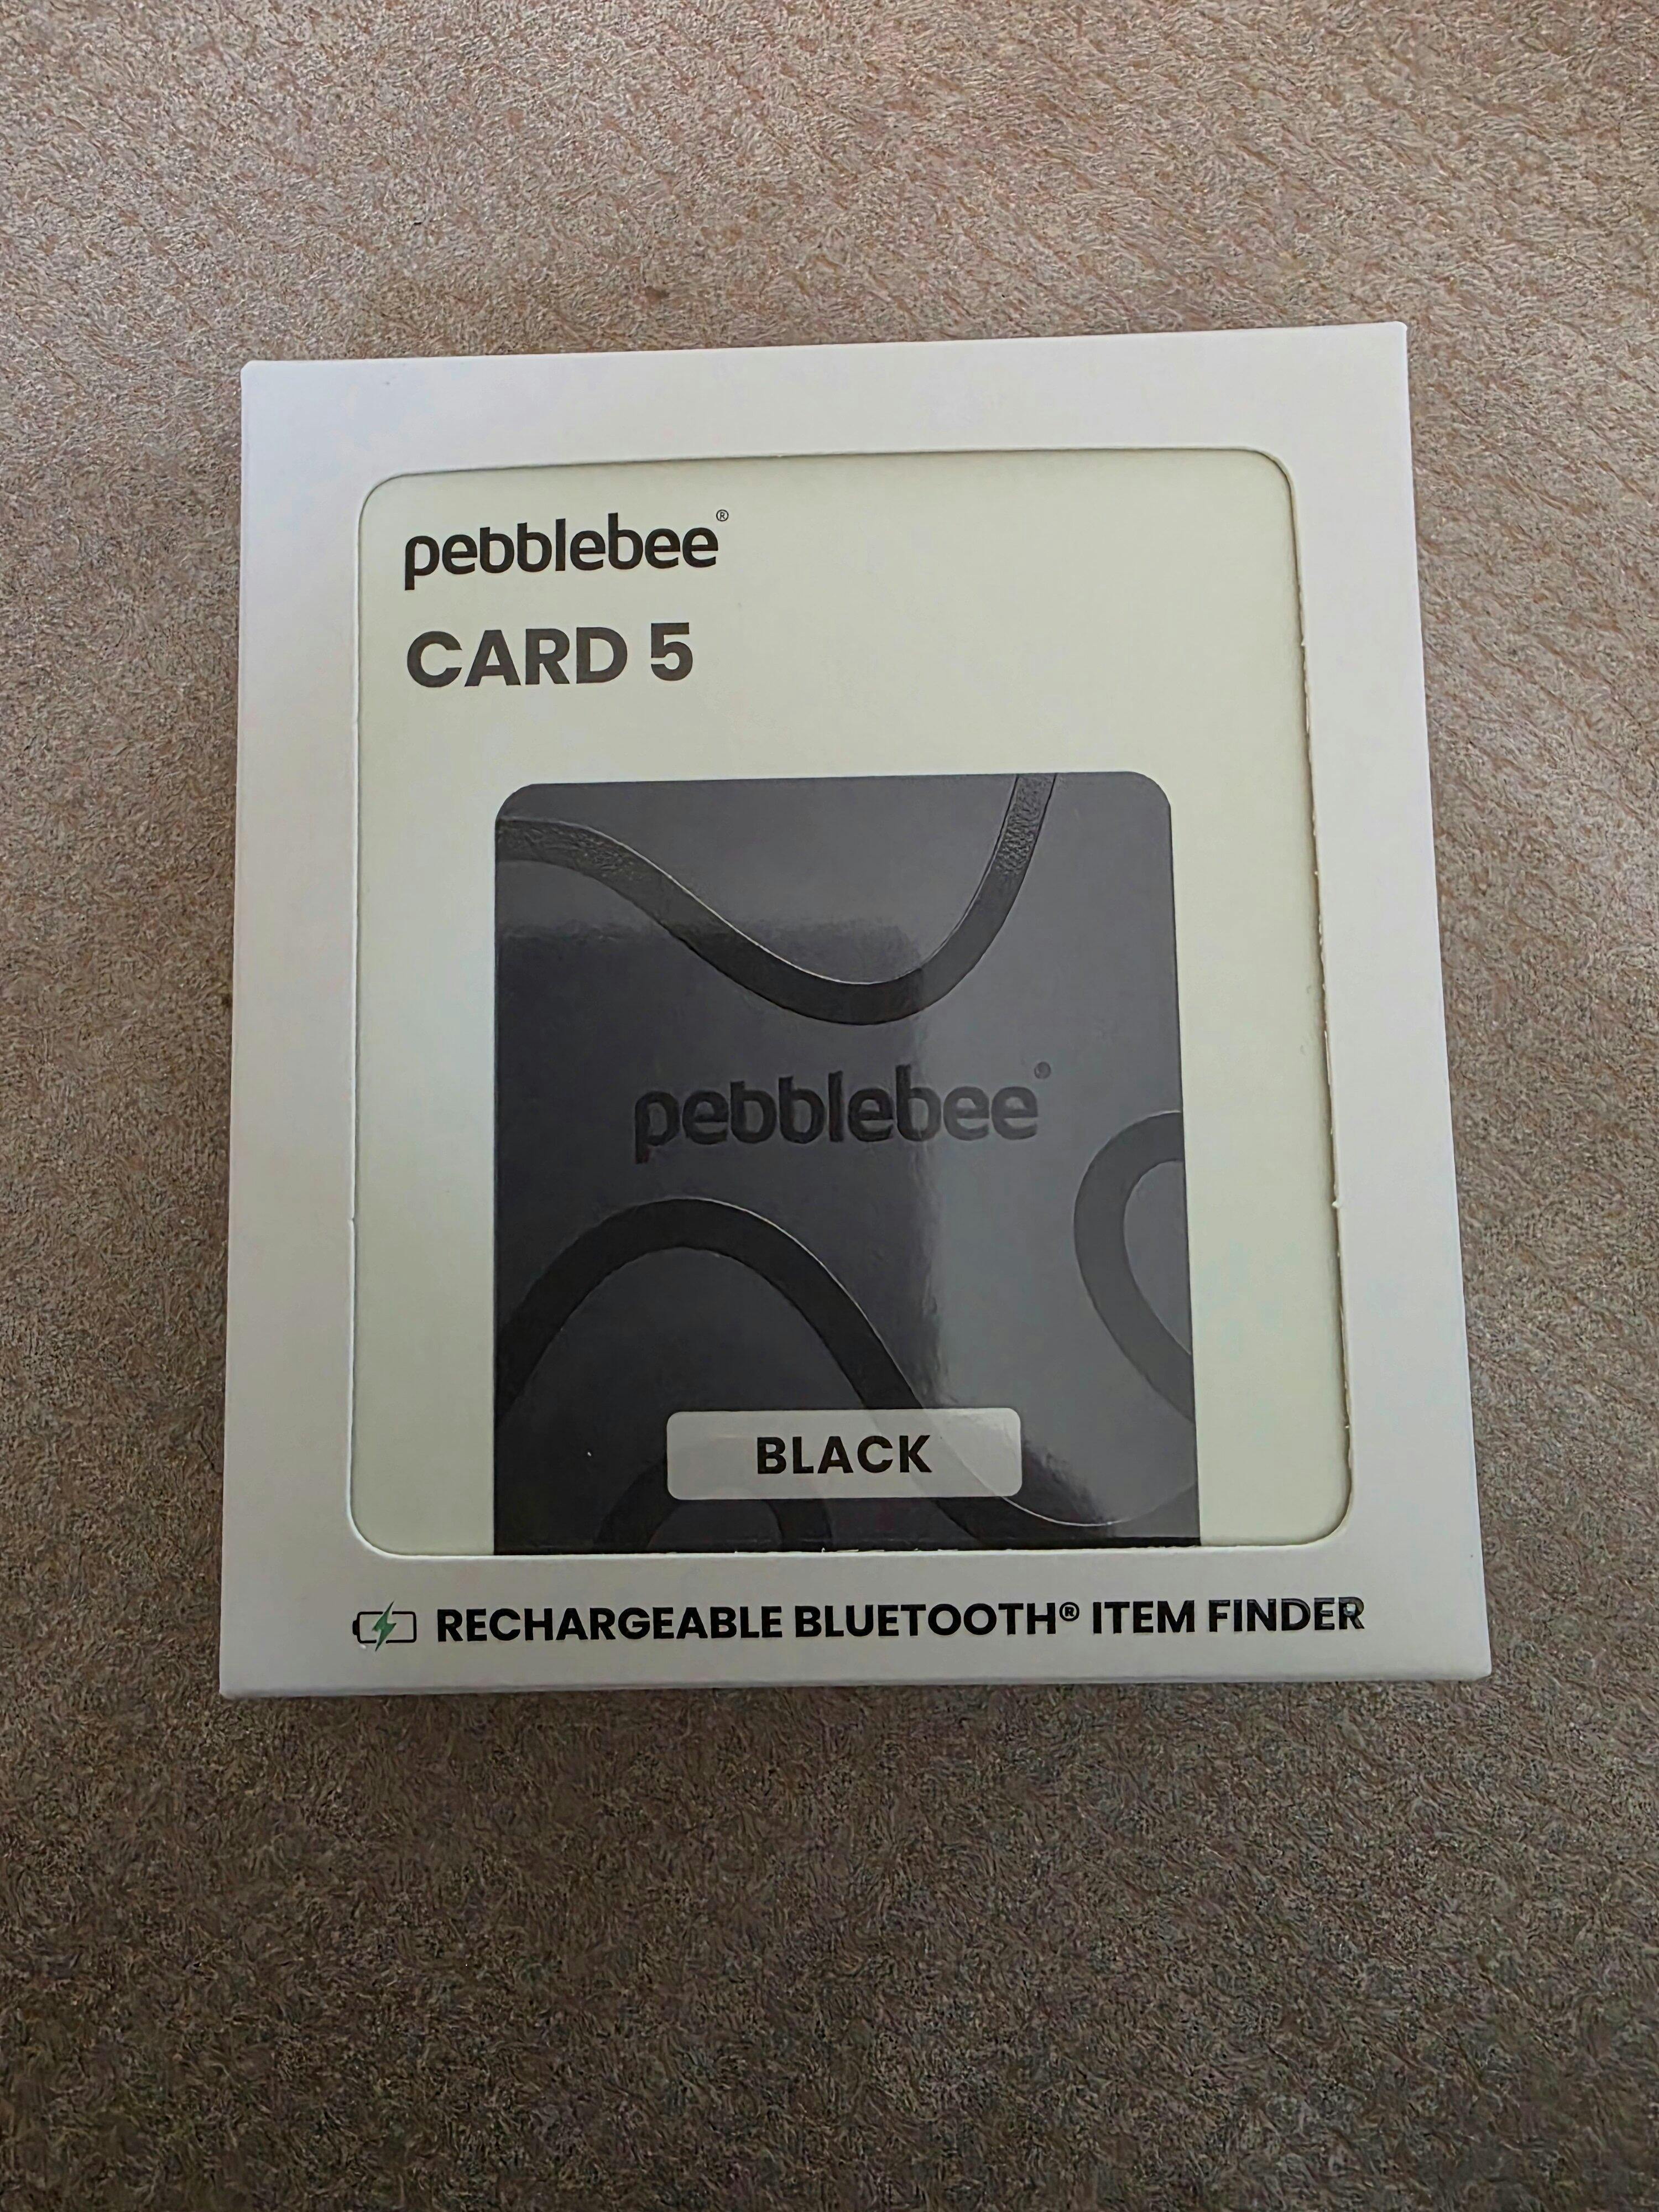 pebblebee®
CARD 5
pebblebee®
BLACK
RECHARGEABLE BLUETOOTH® ITEM FINDER